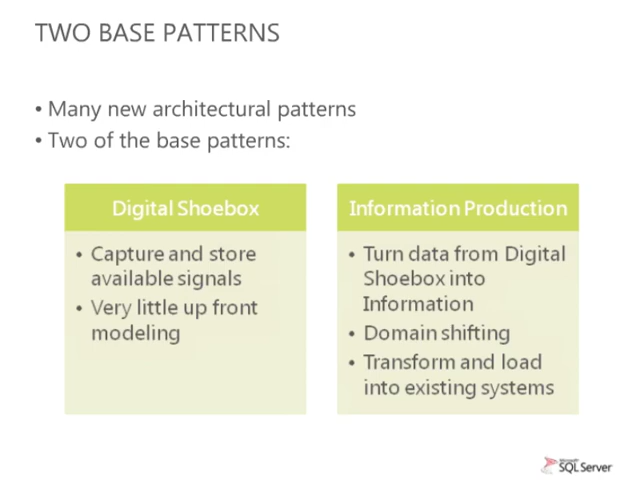 TWO BASE PATTERNS
• Many new architectural patterns
• Two of the base patterns:
Digital Shoebox
• Capture and store
available signals
• Very little up front
modeling
Information Production
• Turn data from Digital
Shoebox into
Information
• Domain shifting
• Transform and load
into existing systems
Microsoft
SQL Server